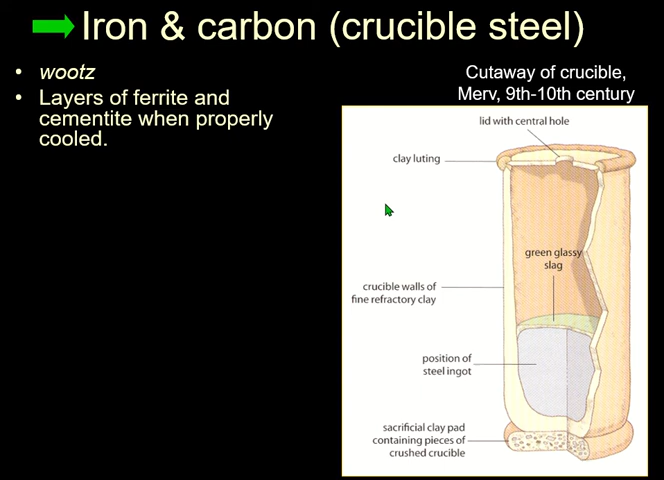 Iron & carbon (crucible steel)
• wootz
• Layers of ferrite and
cementite when properly
cooled.
Cutaway of crucible,
Merv, 9th-10th century
lid with central hole
clay luting
green glassy
slag
crucible walls of
fine refractory clay
position of
steel ingot
sacrificial clay pad
containing pieces of
crushed crucible